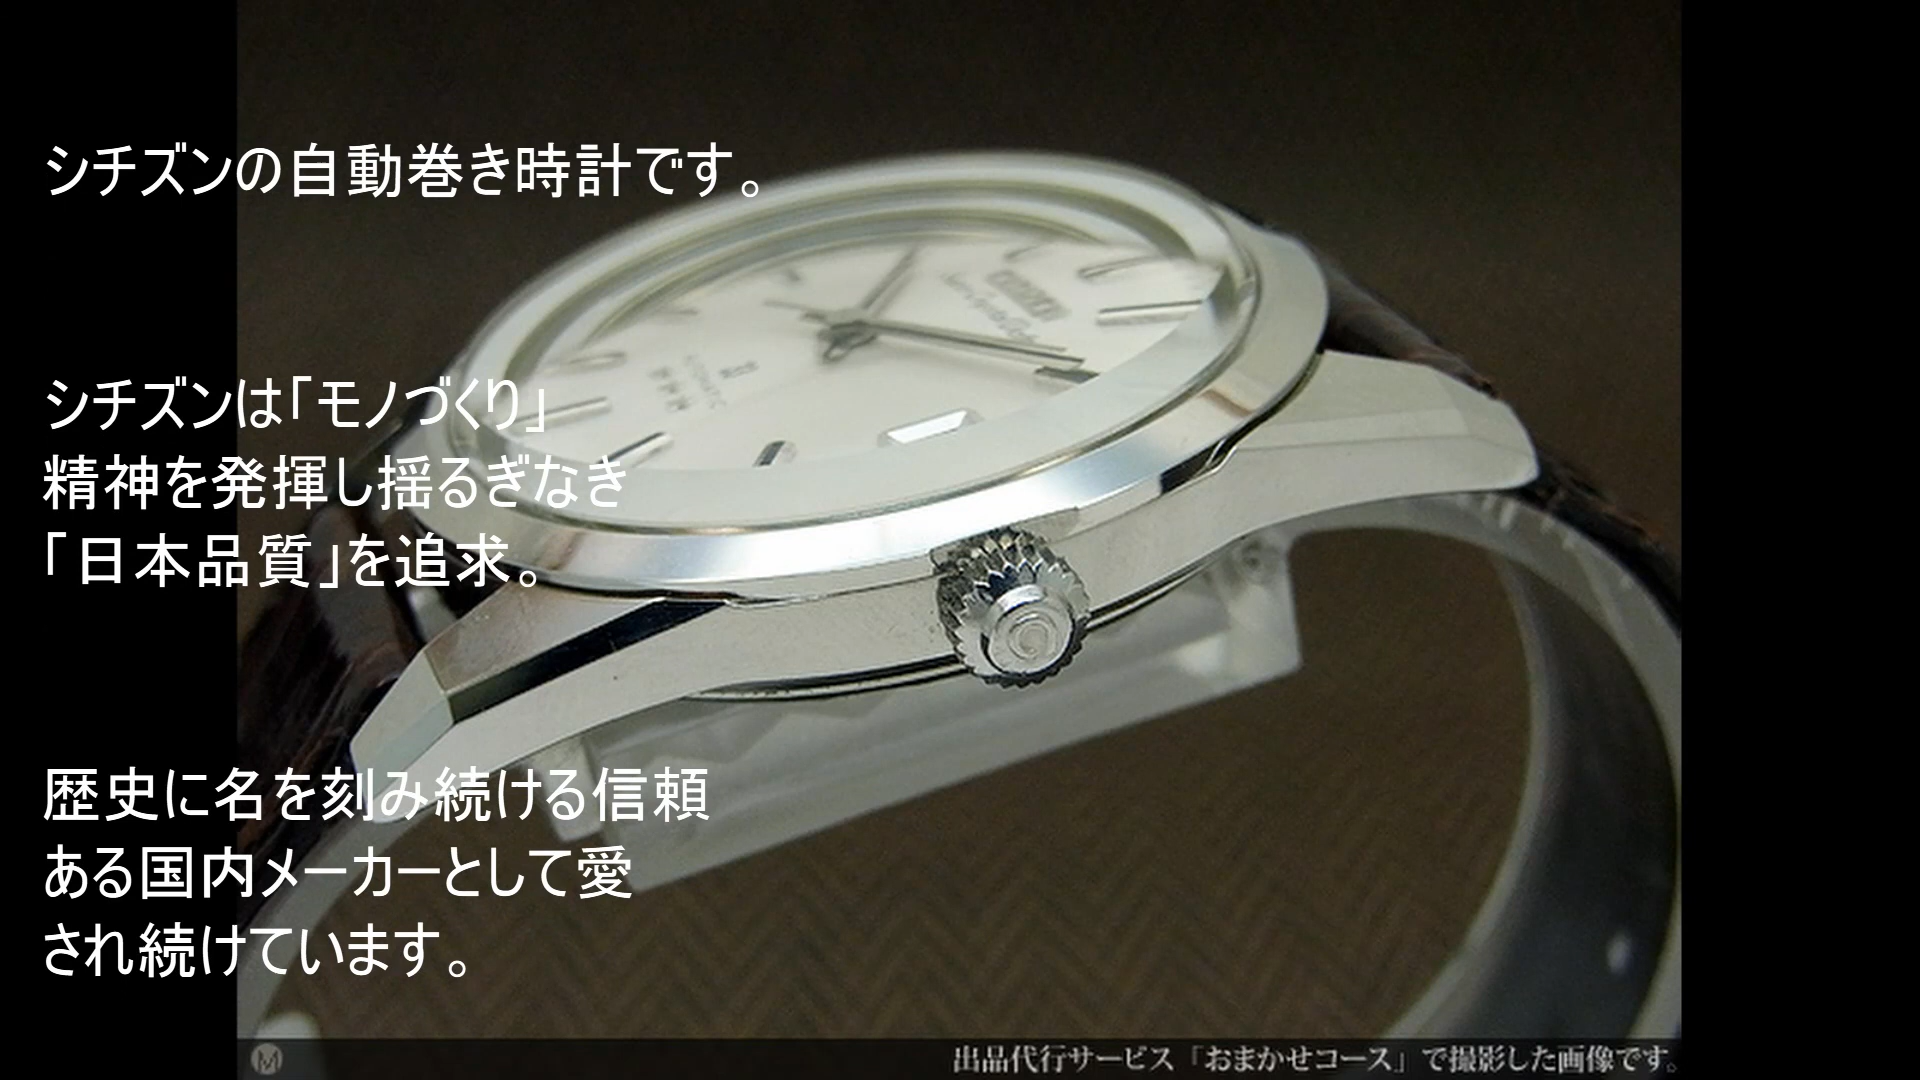 シチズンの自動巻き時計です。
シチズンは「モノづくり」
精神を発揮し揺るぎなき
「日本品質」を追求。
歴史に名を刻み続ける信頼
ある国内メーカーとして愛
され続けています。
AUTOMATIC
出品代行サービス「おまかせコース」で撮影した画像です。